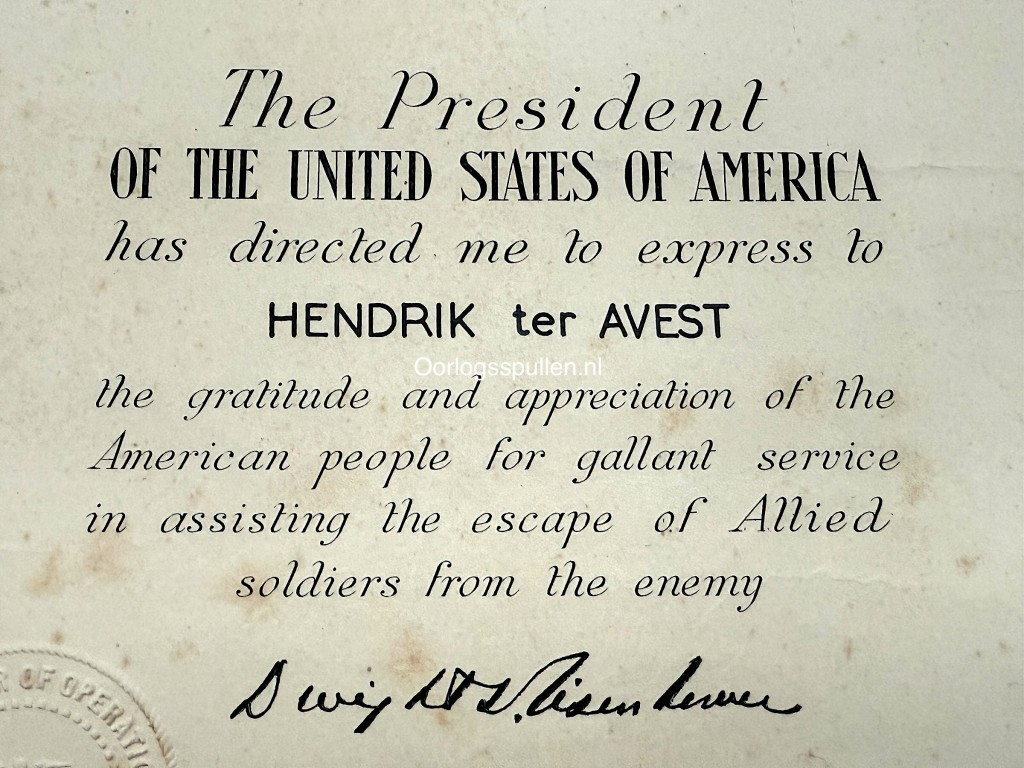 The President
OF THE UNITED STATES OF AMERICA
has directed me to express to
HENDRIK ter AVEST
Oorlogsspullen.nl
the gratitude and appreciation of the
American people for gallant service
in assisting the escape of Allied
soldiers from the enemy
Dwight D. Eisenhower
R OF OPERATI